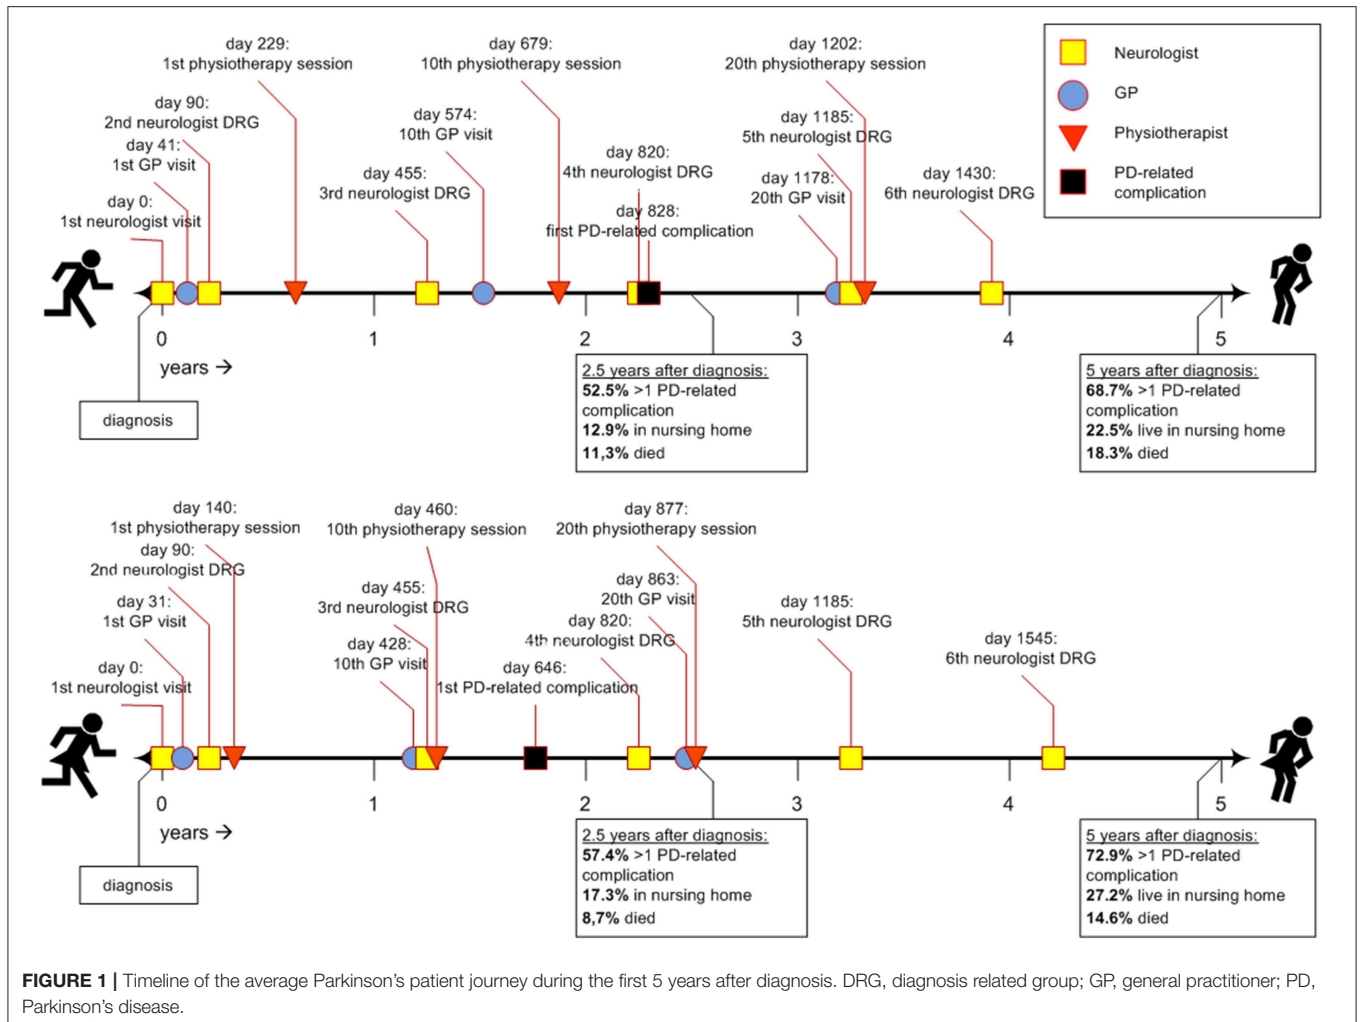 day 229:
1st physiotherapy session
day 679:
10th physiotherapy session
day 1202:
20th physiotherapy session
Neurologist
GP
Physiotherapist
PD-related
complication
day 90:
2nd neurologist DRG
day 41:
1st GP visit
day 574:
10th GP visit
day 1185:
5th neurologist DRG
day 0:
1st neurologist visit
day 455:
3rd neurologist DRG
day 820:
4th neurologist DRG
day 828:
first PD-related complication
day 1178:
20th GP visit
day 1430:
6th neurologist DRG
0
1
2
3
4
5
years →
diagnosis
2.5 years after diagnosis:
52.5% >1 PD-related
complication
12.9% in nursing home
11,3% died
5 years after diagnosis:
68.7% >1 PD-related
complication
22.5% live in nursing home
18.3% died
day 140:
1st physiotherapy session
day 90:
2nd neurologist DRG
day 31:
1st GP visit
day 0:
1st neurologist visit
day 460:
10th physiotherapy session
day 455:
3rd neurologist DRG
day 428:
10th GP visit
day 877:
20th physiotherapy session
day 863:
20th GP visit
day 820:
4th neurologist DRG
day 646:
1st PD-related complication
day 1185:
5th neurologist DRG
day 1545:
6th neurologist DRG
0
1
2
3
4
5
years →
diagnosis
2.5 years after diagnosis:
57.4% >1 PD-related
complication
17.3% in nursing home
8,7% died
5 years after diagnosis:
72.9% >1 PD-related
complication
27.2% live in nursing home
14.6% died
FIGURE 1 | Timeline of the average Parkinson's patient journey during the first 5 years after diagnosis. DRG, diagnosis related group; GP, general practitioner; PD,
Parkinson's disease.